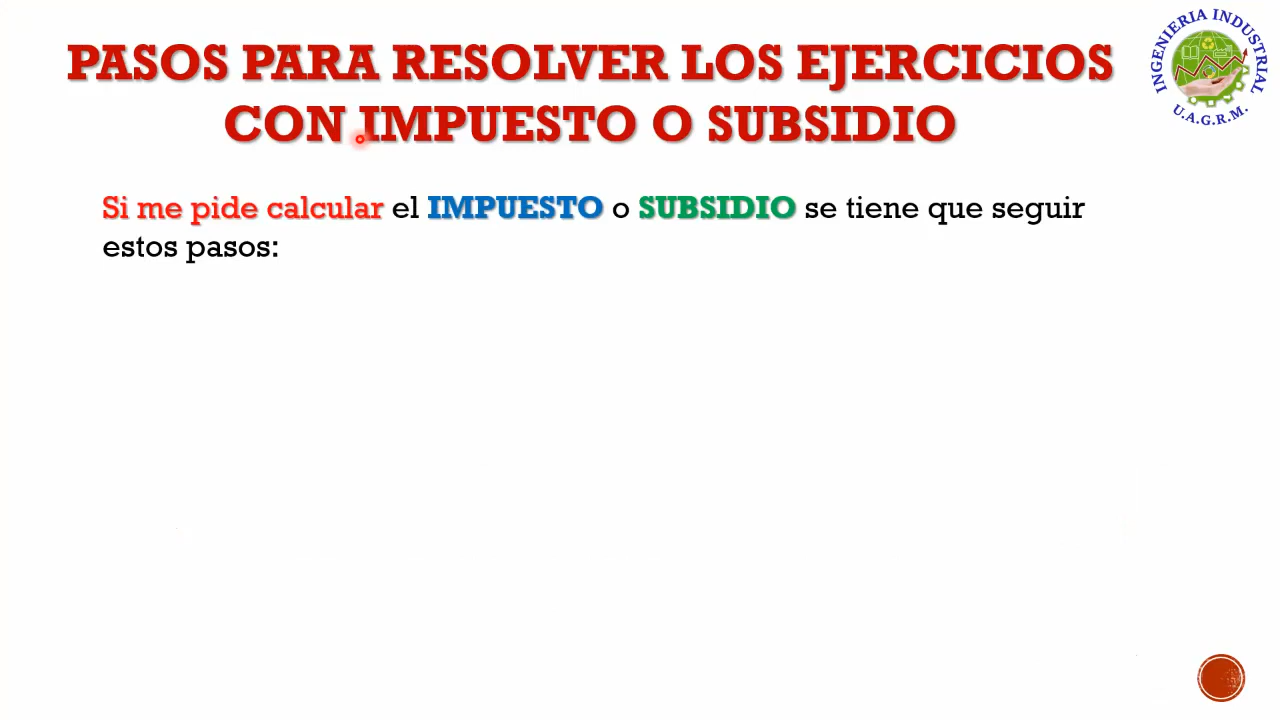 PASOS PARA RESOLVER LOS EJERCICIOS
CON IMPUESTO O SUBSIDIO
INGENIERIA INDUSTRIAL
U.A.G.R.M.
Si me pide calcular el IMPUESTO o SUBSIDIO se tiene que seguir
estos pasos: